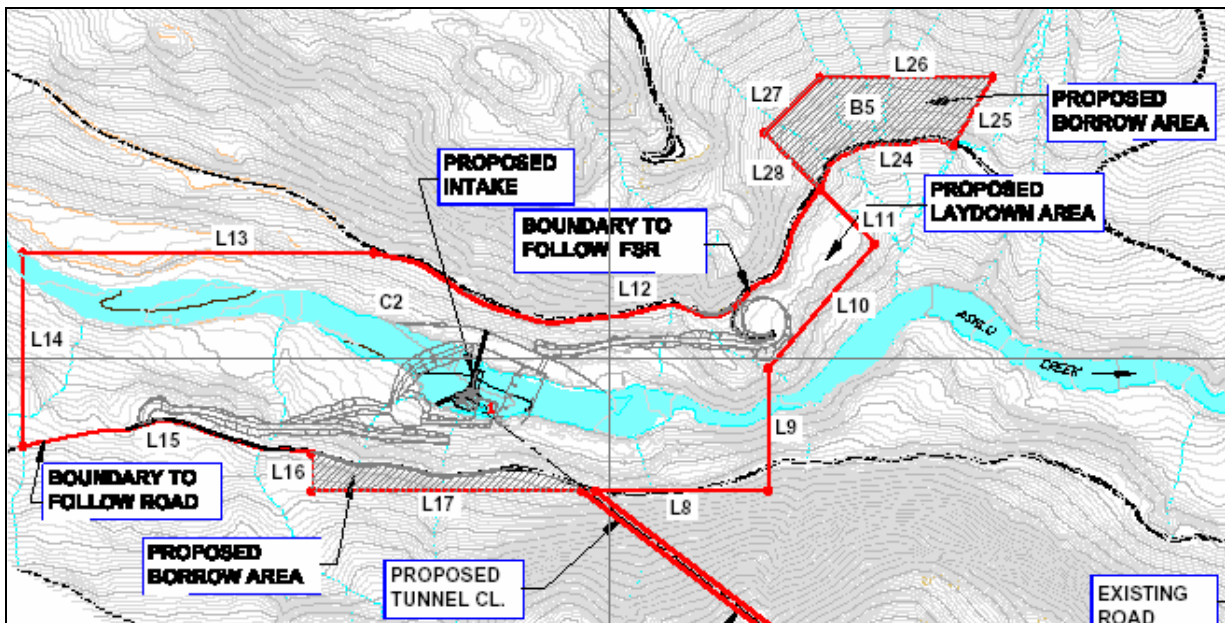 L26
L27
B5
PROPOSED
BORROW AREA
L25
L24
PROPOSED
INTAKE
L28
PROPOSED
LAYDOWN AREA
L11
BOUNDARY TO
FOLLOW FSR
L13
L12
C2
L10
L14
ASHLU
CREEK
1
L9
L15
L16
BOUNDARY TO
FOLLOW ROAD
L17
L8
PROPOSED
BORROW AREA
PROPOSED
TUNNEL CL.
EXISTING
ROAD